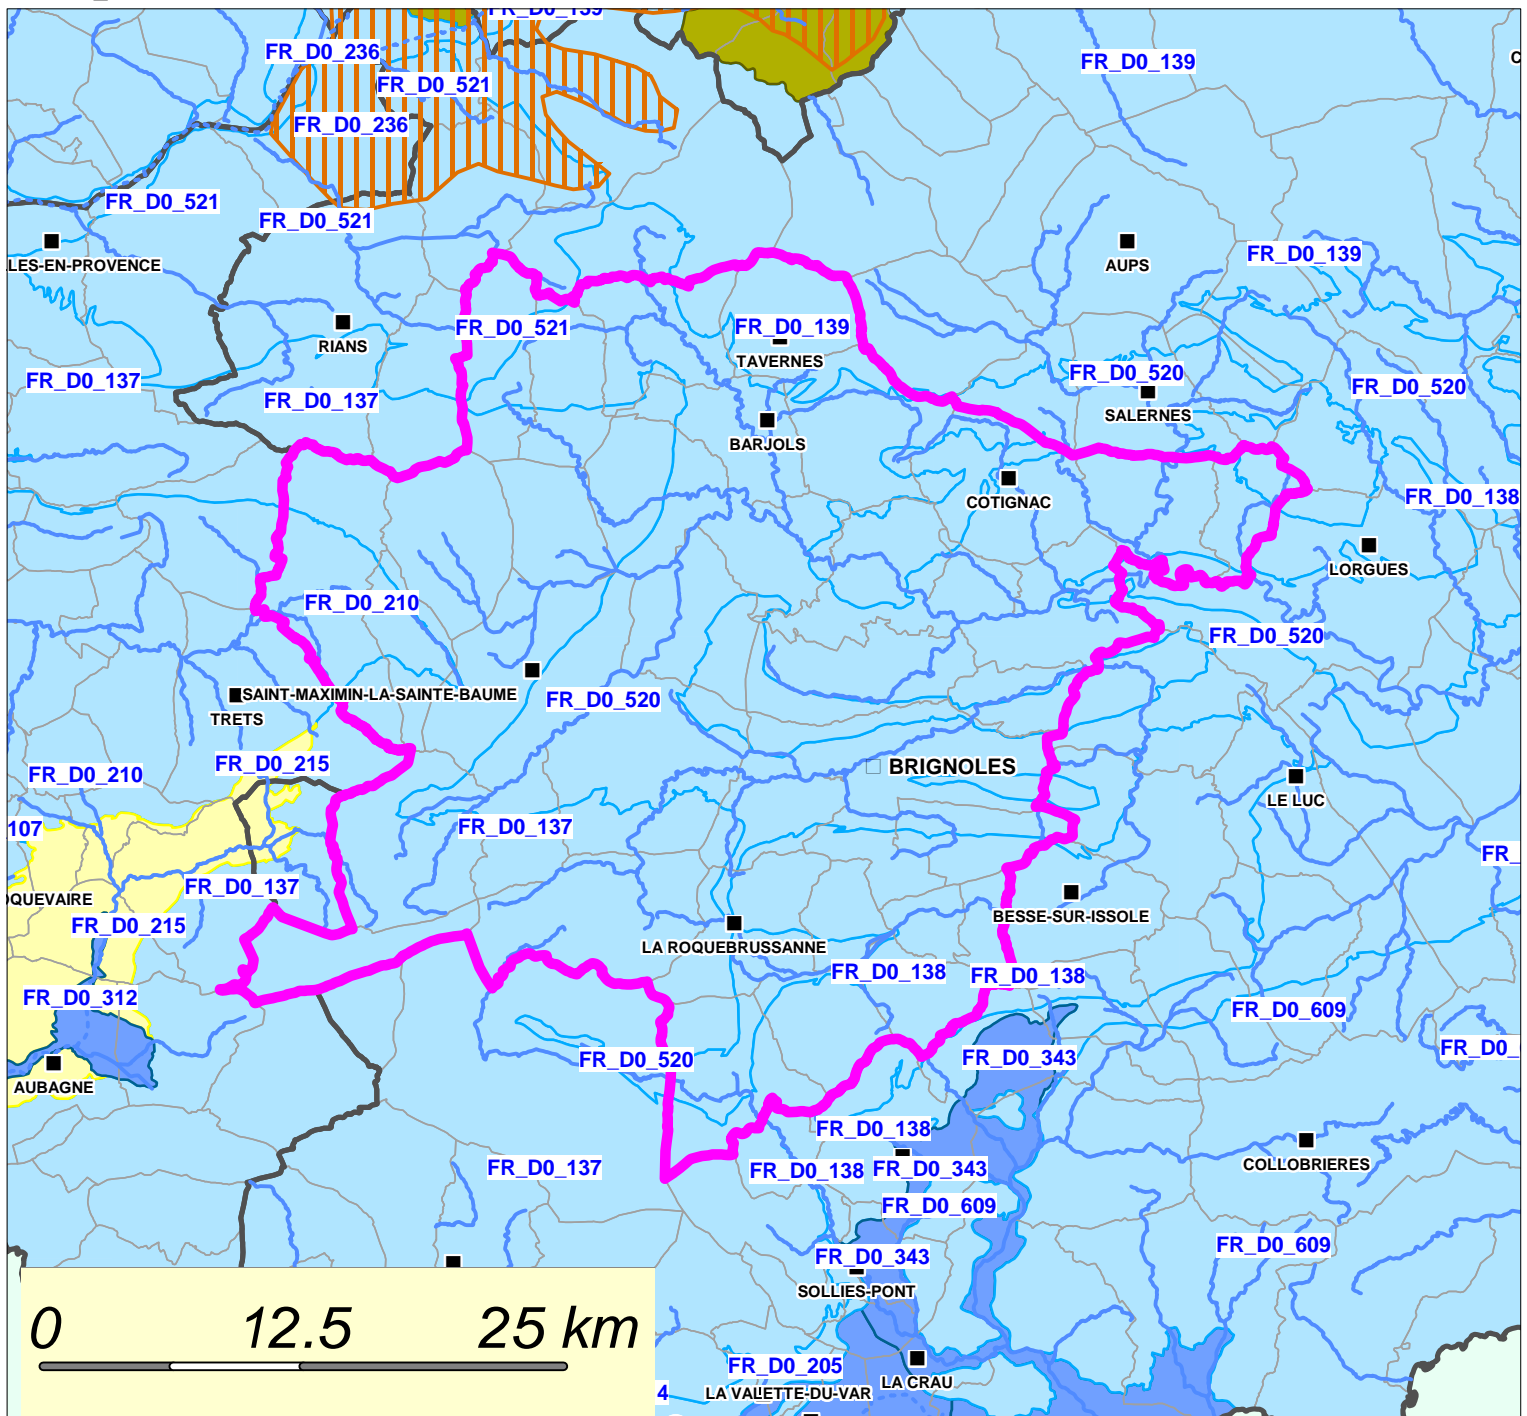 FR_D0_139
FR_D0_236
FR_D0_139
FR_D0_521
FR_D0_236
FR_D0_521
FR_D0_521
LES-EN-PROVENCE
AUPS
FR_D0_139
RIANS
FR_D0_521
FR_D0_139
TAVERNES
FR_D0_137
FR_D0_137
FR_D0_520
FR_D0_520
SALERNES
BARJOLS
COTIGNAC
FR_D0_138
LORGUES
FR_D0_210
FR_D0_520
SAINT-MAXIMIN-LA-SAINTE-BAUME
FR_D0_520
TRETS
FR_D0_215
FR_D0_210
BRIGNOLES
LE LUC
107
FR_D0_137
FR_
FR_D0_137
OQUEVAIRE
BESSE-SUR-ISSOLE
FR_D0_215
LA ROQUEBRUSSANNE
FR_D0_138
FR_D0_138
FR_D0_312
FR_D0_609
FR_D0_
FR_D0_520
FR_D0_343
AUBAGNE
FR_D0_138
FR_D0_137
FR_D0_138
FR_D0_343
COLLOBRIERES
FR_D0_609
FR_D0_609
FR_D0_343
SOLLIES-PONT
0 12.5 25 km
FR_D0_205
LA CRAU
4
LA VALETTE-DU-VAR